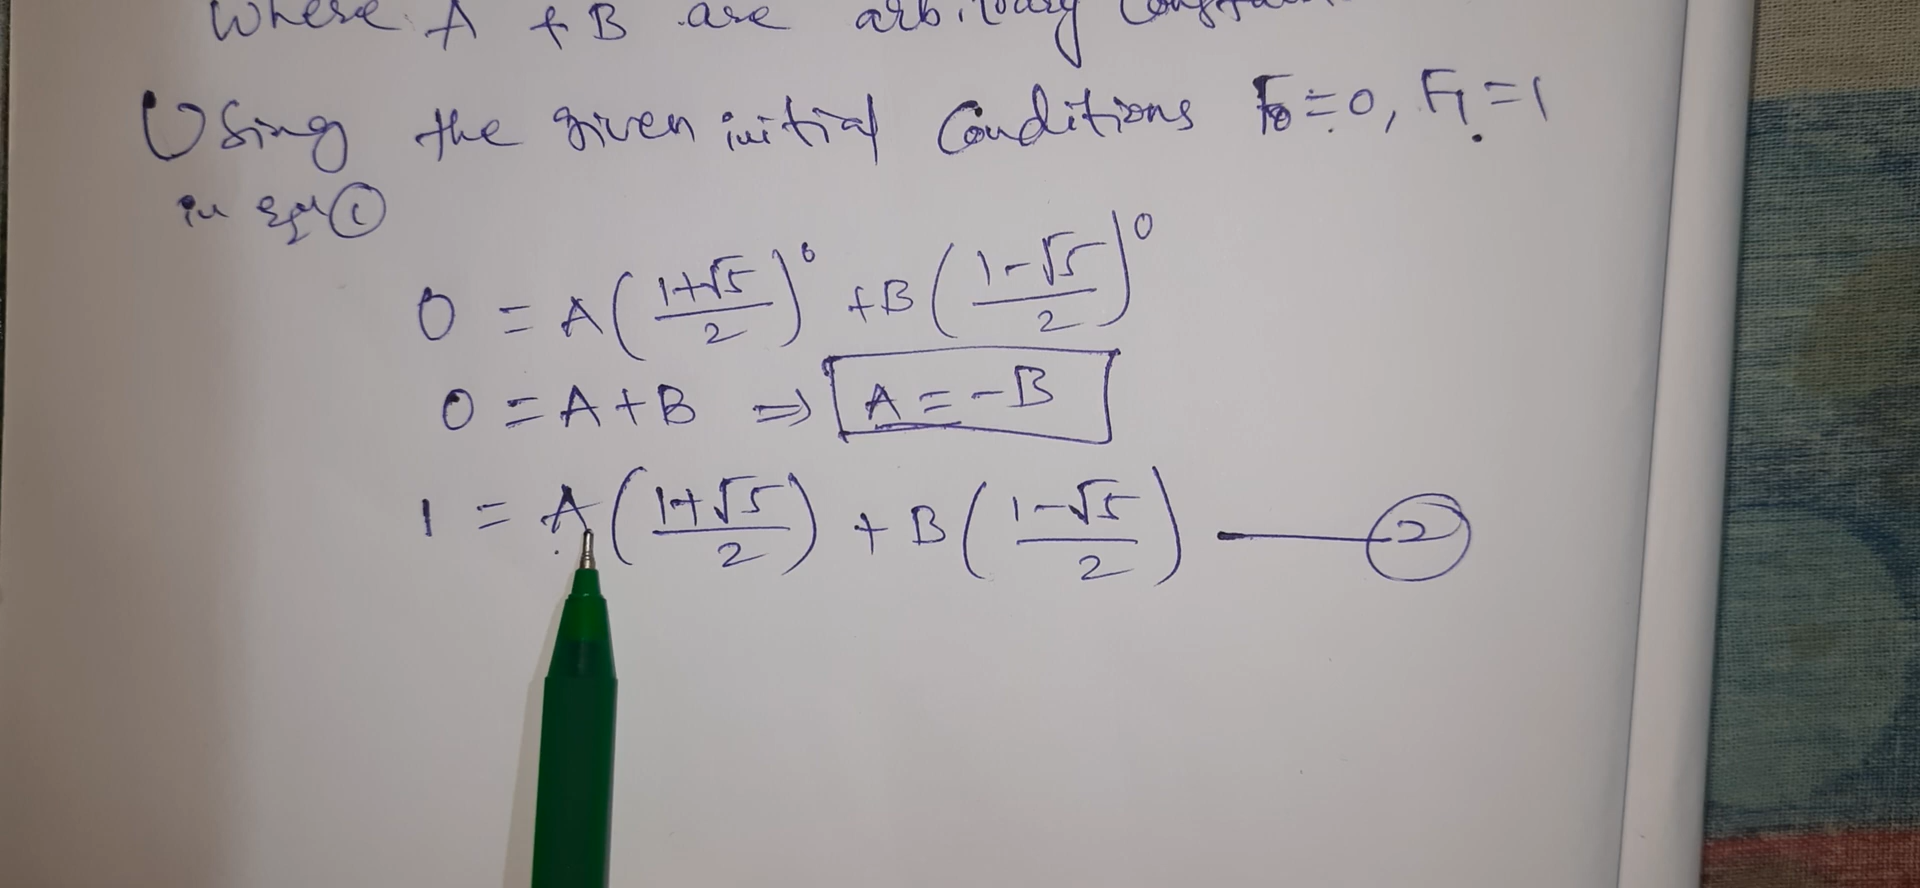 Where A & B are arbitrary
Using the given initial Conditions F₀ = 0, F₁ = 1
in eqn ①
0 = A((1+√5)/2)⁰ + B((1-√5)/2)⁰
0 = A + B ⇒ A = -B
1 = A((1+√5)/2) + B((1-√5)/2) — ②